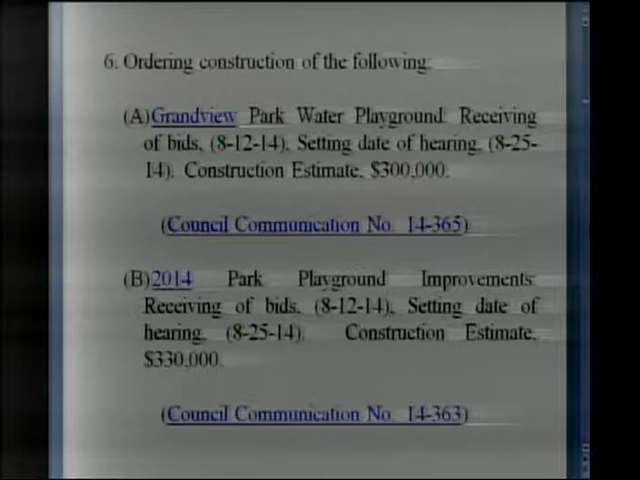 6. Ordering construction of the following:
(A)Grandview Park Water Playground. Receiving
of bids, (8-12-14), Setting date of hearing, (8-25-
14). Construction Estimate, $300,000.
(Council Communication No. 14-365)
(B)2014 Park Playground Improvements.
Receiving of bids, (8-12-14), Setting date of
hearing, (8-25-14). Construction Estimate,
$330,000.
(Council Communication No. 14-363)